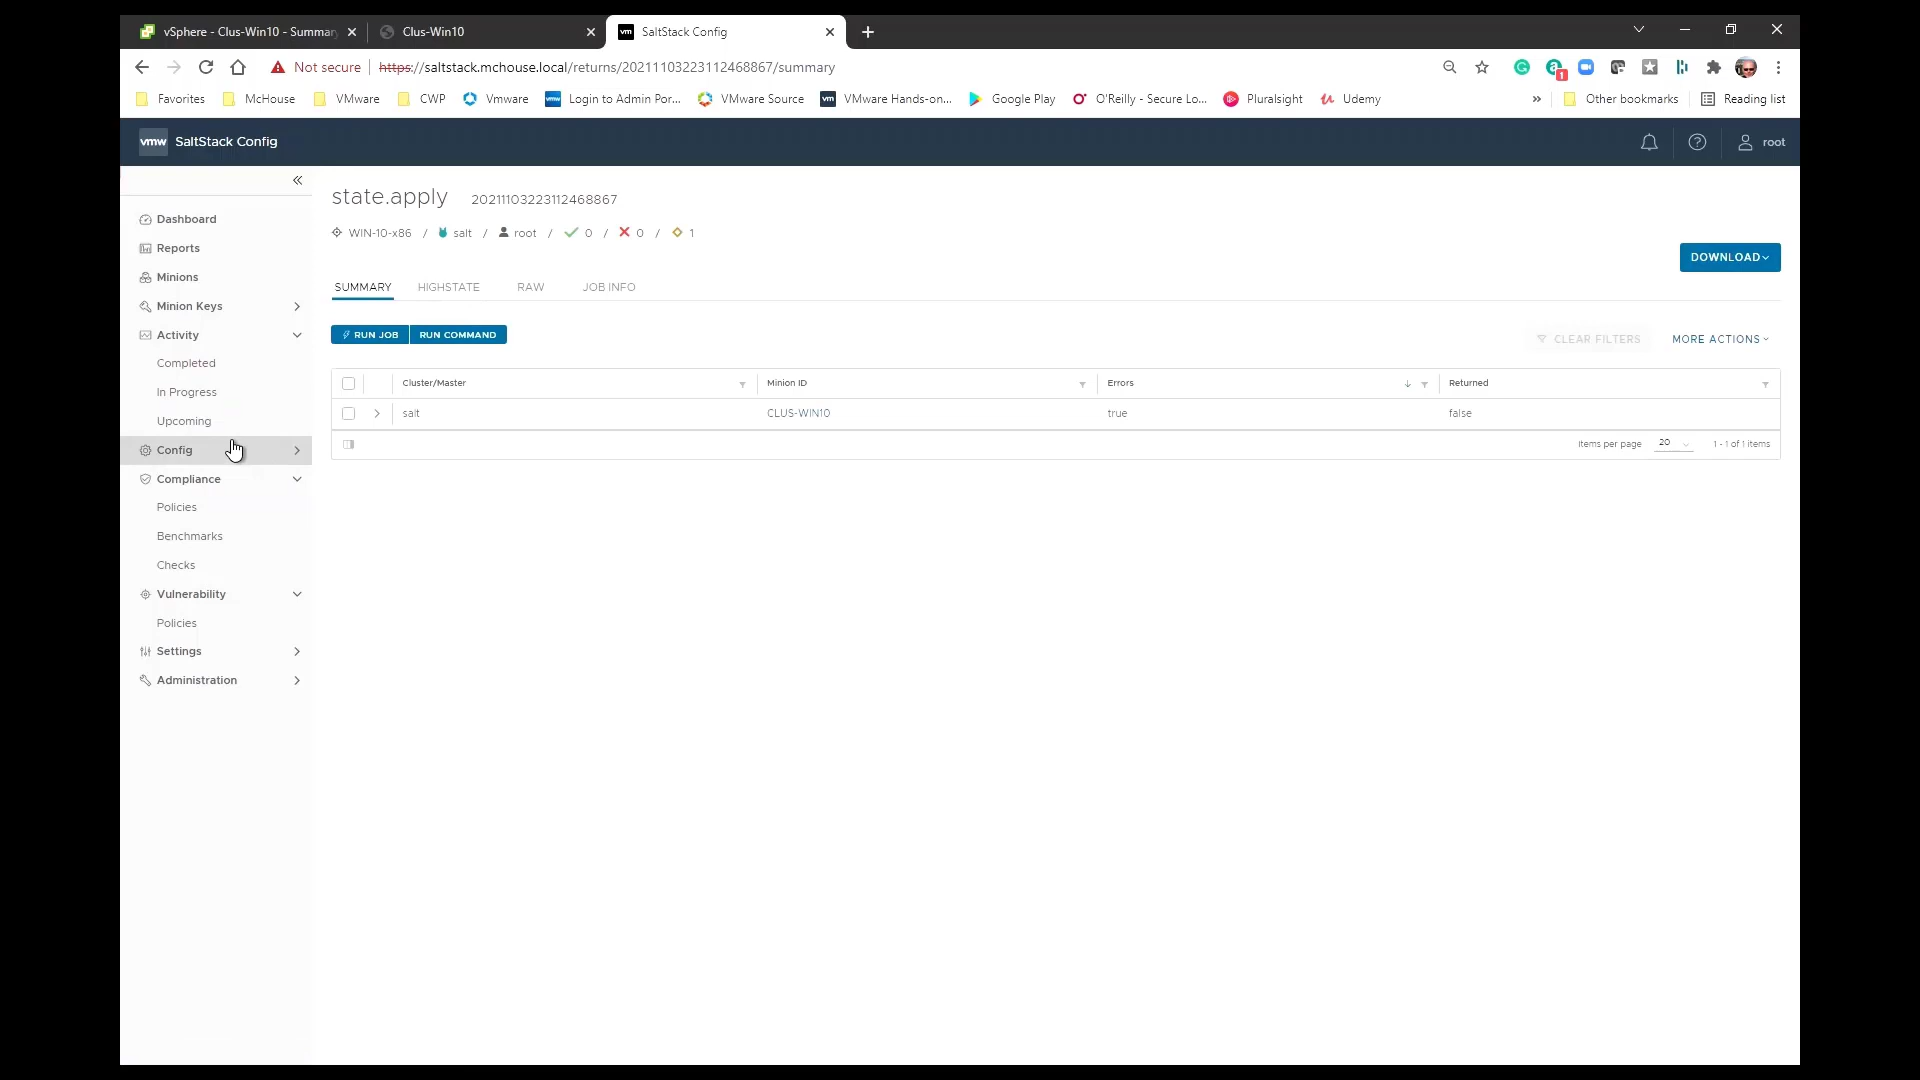 vSphere - Clus-Win10 - Summar
Clus-Win10
SaltStack Config
Not secure
https://saltstack.mchouse.local/returns/20211103223112468867/summary
1
Favorites
McHouse
VMware
CWP
Vmware
Login to Admin Por...
VMware Source
VMware Hands-on...
Google Play
O'Reilly - Secure Lo...
Pluralsight
Udemy
»
Other bookmarks
Reading list
vmw SaltStack Config
root
Dashboard
Reports
Minions
Minion Keys
Activity
Completed
In Progress
Upcoming
Config
Compliance
Policies
Benchmarks
Checks
Vulnerability
Policies
Settings
Administration
state.apply 20211103223112468867
WIN-10-x86 / salt / root / 0 / 0 / 1
DOWNLOAD
SUMMARY
HIGHSTATE
RAW
JOB INFO
RUN JOB
RUN COMMAND
CLEAR FILTERS
MORE ACTIONS
Cluster/Master
Minion ID
Errors
Returned
salt
CLUS-WIN10
true
false
Items per page 20
1 - 1 of 1 items